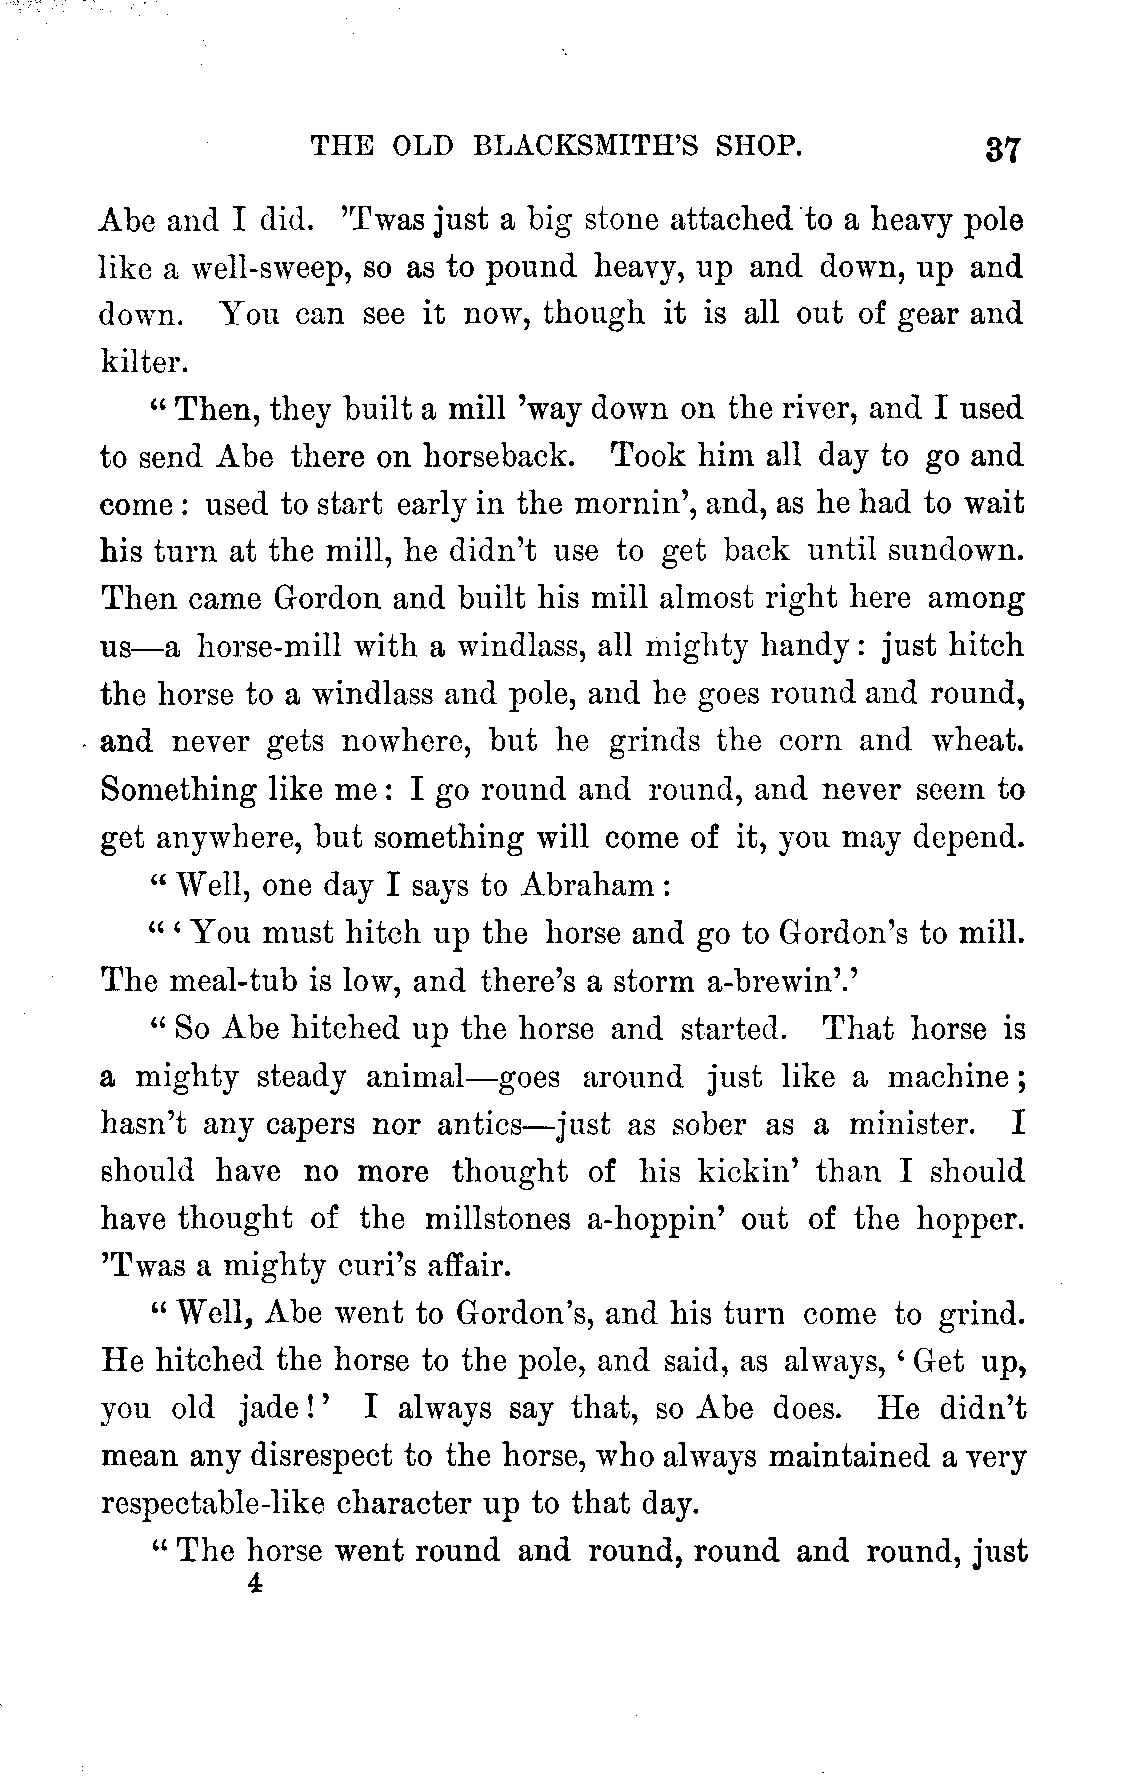 THE OLD BLACKSMITH'S SHOP. 37
Abe and I did. 'Twas just a big stone attached to a heavy pole
like a well-sweep, so as to pound heavy, up and down, up and
down. You can see it now, though it is all out of gear and
kilter.
" Then, they built a mill 'way down on the river, and I used
to send Abe there on horseback. Took him all day to go and
come : used to start early in the mornin', and, as he had to wait
his turn at the mill, he didn't use to get back until sundown.
Then came Gordon and built his mill almost right here among
us—a horse-mill with a windlass, all mighty handy : just hitch
the horse to a windlass and pole, and he goes round and round,
and never gets nowhere, but he grinds the corn and wheat.
Something like me : I go round and round, and never seem to
get anywhere, but something will come of it, you may depend.
" Well, one day I says to Abraham :
" ' You must hitch up the horse and go to Gordon's to mill.
The meal-tub is low, and there's a storm a-brewin'.'
" So Abe hitched up the horse and started. That horse is
a mighty steady animal—goes around just like a machine ;
hasn't any capers nor antics—just as sober as a minister. I
should have no more thought of his kickin' than I should
have thought of the millstones a-hoppin' out of the hopper.
'Twas a mighty curi's affair.
" Well, Abe went to Gordon's, and his turn come to grind.
He hitched the horse to the pole, and said, as always, ' Get up,
you old jade ! ' I always say that, so Abe does. He didn't
mean any disrespect to the horse, who always maintained a very
respectable-like character up to that day.
" The horse went round and round, round and round, just
4